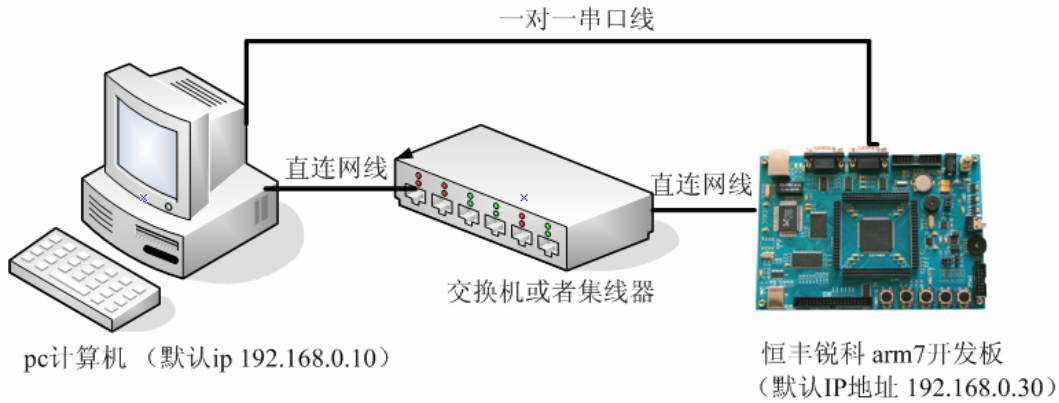 一对一串口线
直连网线
直连网线
交换机或者集线器
pc计算机 （默认ip 192.168.0.10）
恒丰锐科 arm7开发板
（默认IP地址 192.168.0.30）